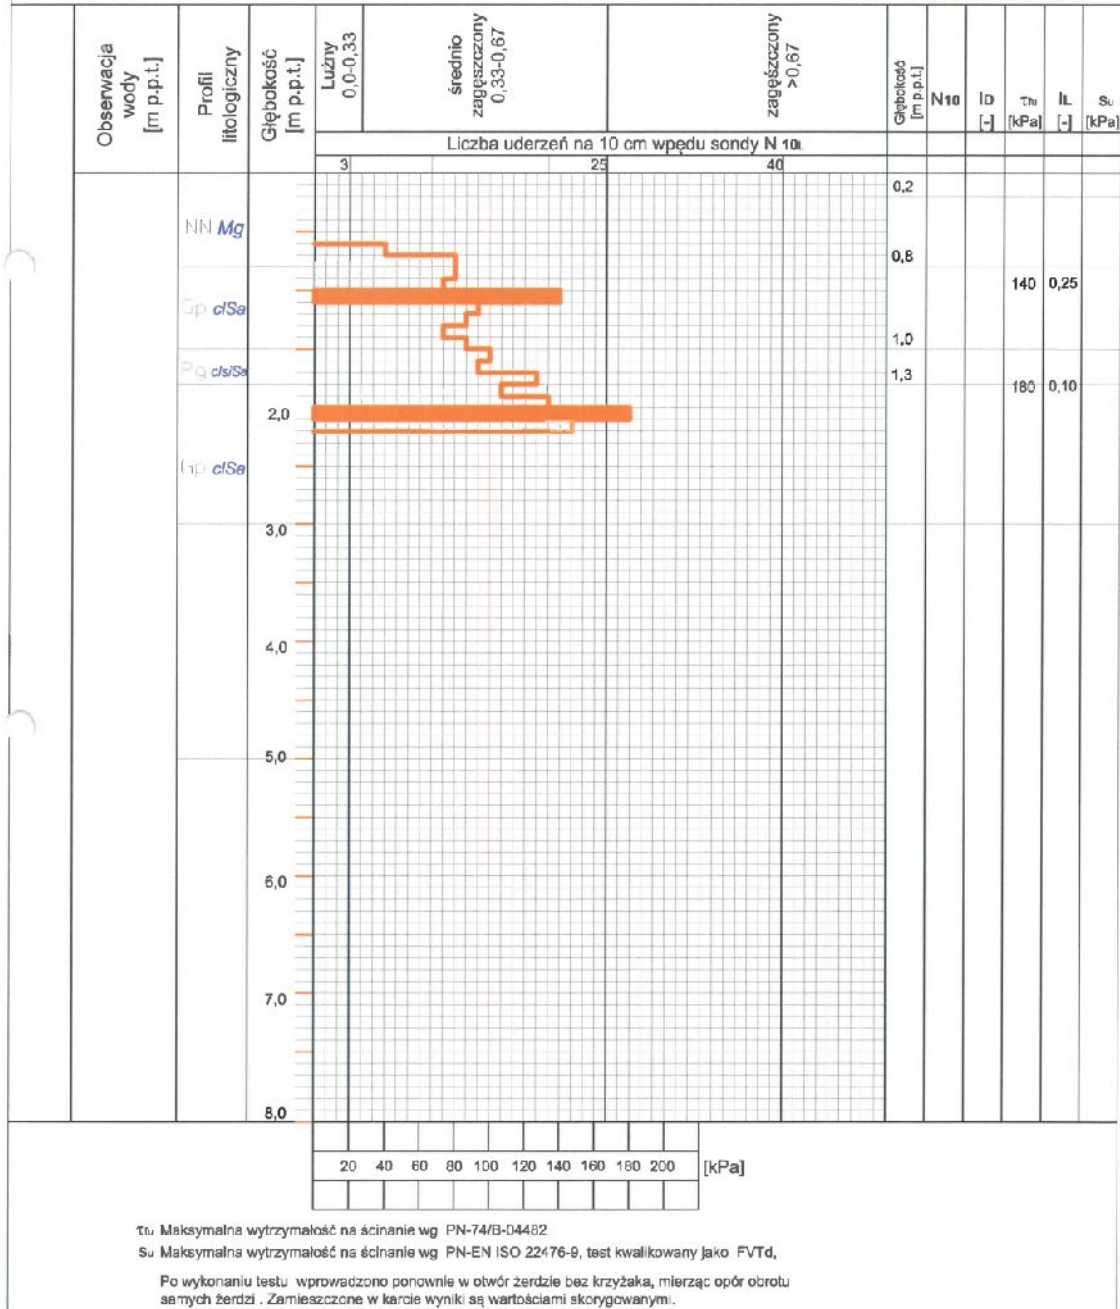 Obserwacja
wody
[m p.p.t.]
Profil
litologiczny
Głębokość
[m p.p.t.]
Luźny
0,0-0,33
średnio
zagęszczony
0,33-0,67
zagęszczony
>0,67
Głębokość
[m p.p.t.]
N10
ID
[-]
τfu
[kPa]
IL
[-]
Su
[kPa]
Liczba uderzeń na 10 cm wpędu sondy N 10L
3 25 40
0,2
NN Mg
0,8
140 0,25
Gp clSa
1,0
Pg clsiSa
1,3
180 0,10
2,0
Gp clSa
3,0
4,0
5,0
6,0
7,0
8,0
20 40 60 80 100 120 140 160 180 200 [kPa]
τfu Maksymalna wytrzymałość na ścinanie wg PN-74/B-04482
Su Maksymalna wytrzymałość na ścinanie wg PN-EN ISO 22476-9, test kwalikowany jako FVTd,
Po wykonaniu testu wprowadzono ponownie w otwór żerdzie bez krzyżaka, mierząc opór obrotu
samych żerdzi . Zamieszczone w karcie wyniki są wartościami skorygowanymi.